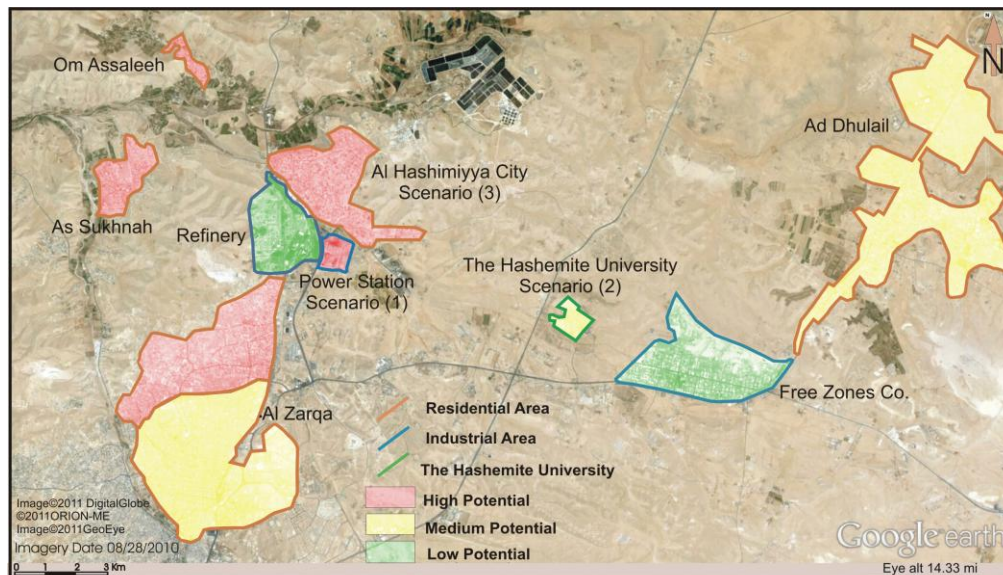 N
Om Assaleeh
Ad Dhulail
Al Hashimiyya City
Scenario (3)
As Sukhnah
Refinery
The Hashemite University
Scenario (2)
Power Station
Scenario (1)
Free Zones Co.
Al Zarqa
Residential Area
Industrial Area
The Hashemite University
High Potential
Medium Potential
Low Potential
Image©2011 DigitalGlobe
©2011ORION-ME
Image©2011GeoEye
Imagery Date 08/28/2010
0 1 2 3 Km
Google earth
Eye alt 14.33 mi